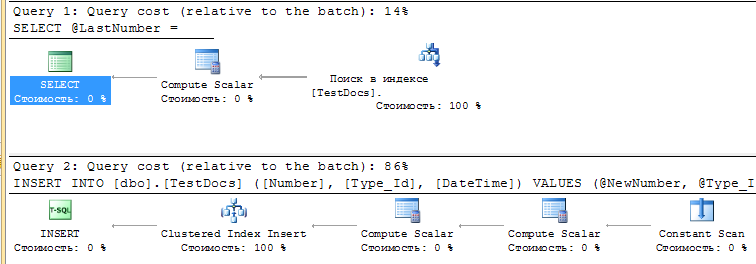 Query 1: Query cost (relative to the batch): 14%
SELECT @LastNumber =
SELECT
Стоимость: 0 %
Compute Scalar
Стоимость: 0 %
Поиск в индексе
[TestDocs].
Стоимость: 100 %
Query 2: Query cost (relative to the batch): 86%
INSERT INTO [dbo].[TestDocs] ([Number], [Type_Id], [DateTime]) VALUES (@NewNumber, @Type_I
T-SQL
INSERT
Стоимость: 0 %
Clustered Index Insert
Стоимость: 100 %
Compute Scalar
Стоимость: 0 %
Compute Scalar
Стоимость: 0 %
Constant Scan
Стоимость: 0 %